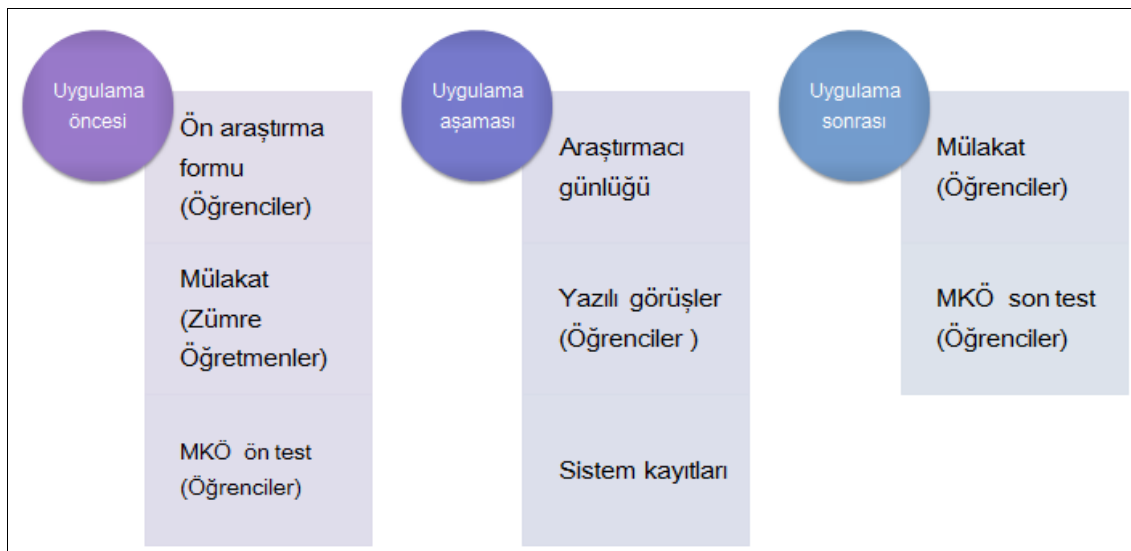 Uygulama
öncesi
Ön araştırma
formu
(Öğrenciler)
Mülakat
(Zümre
Öğretmenler)
MKÖ ön test
(Öğrenciler)
Uygulama
aşaması
Araştırmacı
günlüğü
Yazılı görüşler
(Öğrenciler )
Sistem kayıtları
Uygulama
sonrası
Mülakat
(Öğrenciler)
MKÖ son test
(Öğrenciler)